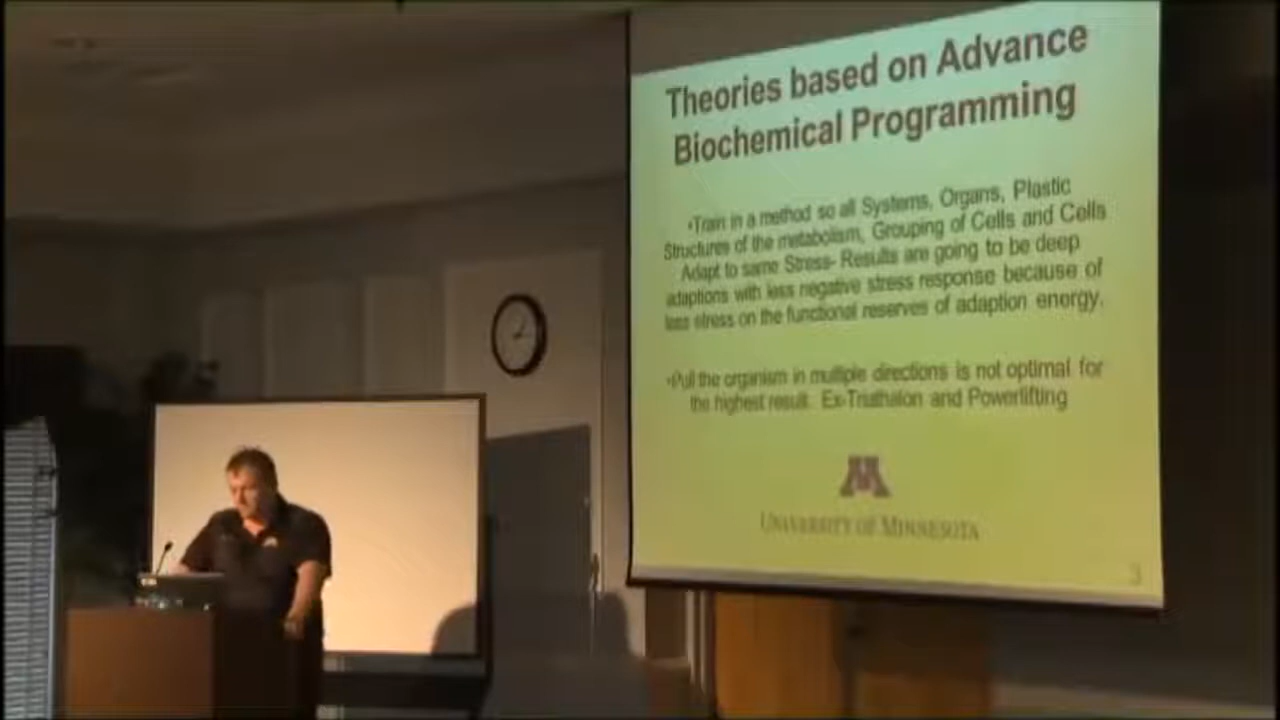 Theories based on Advance
Biochemical Programming
•Train in a method so all Systems, Organs, Plastic
Structures of the metabolism, Grouping of Cells and Cells
Adapt to same Stress- Results are going to be deep
adaptions with less negative stress response because of
less stress on the functional reserves of adaption energy.
•Pull the organism in multiple directions is not optimal for
the highest result. Ex-Triathalon and Powerlifting
M
UNIVERSITY OF MINNESOTA
3